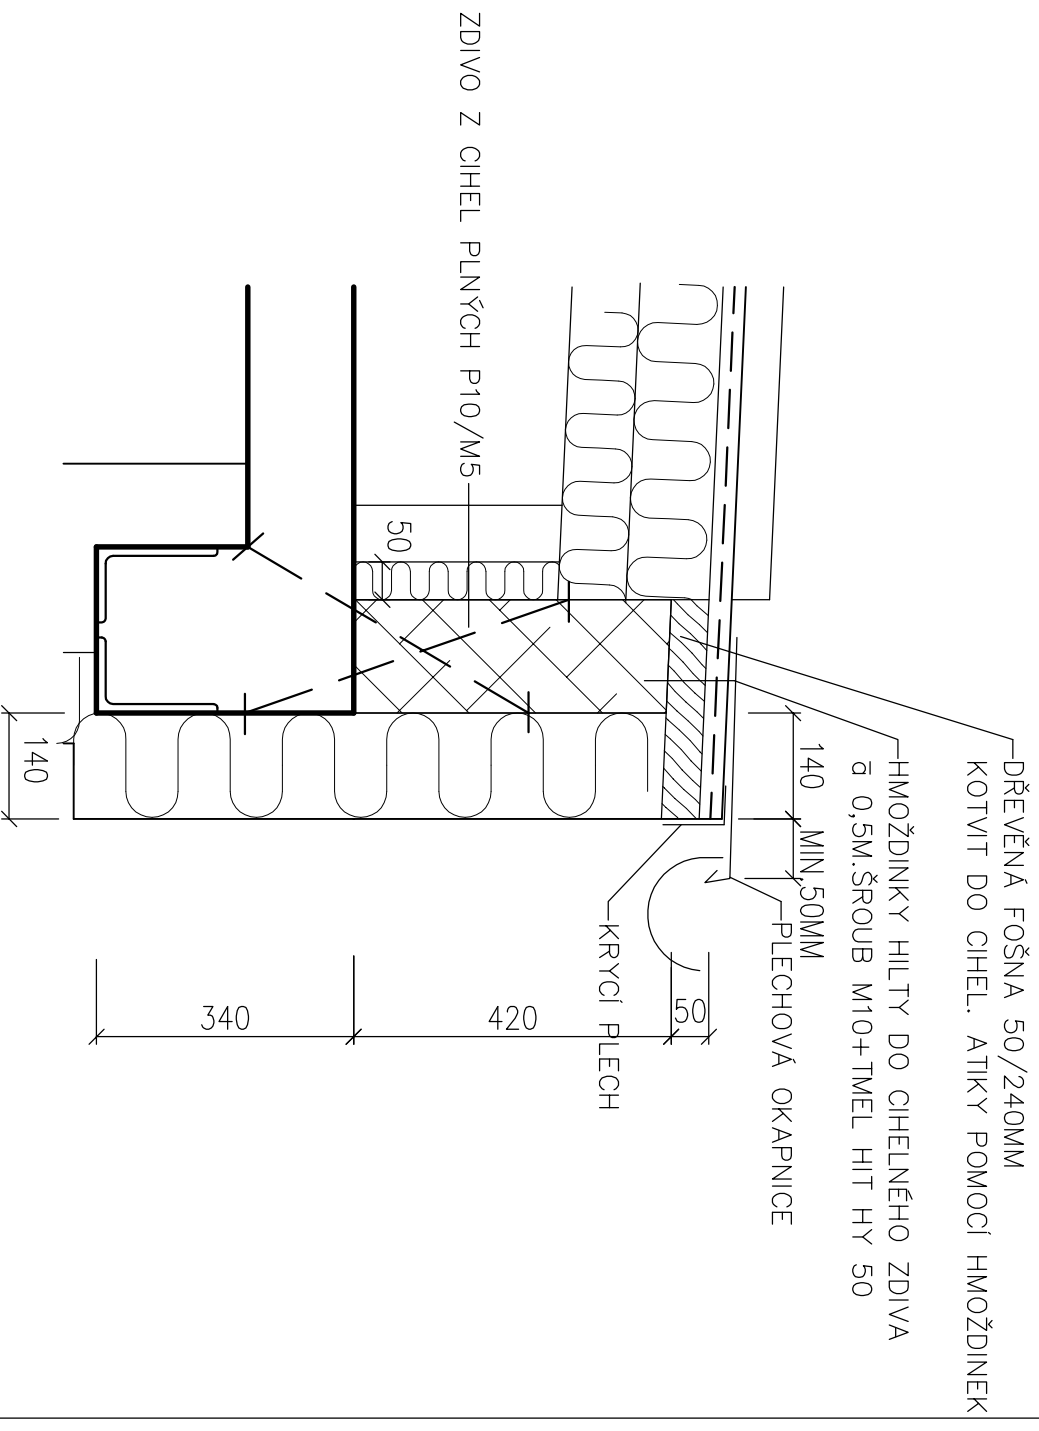 DŘEVĚNÁ FOŠNA 50/240MM
KOTVIT DO CIHEL. ATIKY POMOCÍ HMOŽDINEK
HMOŽDINKY HILTY DO CIHELNÉHO ZDIVA
ā 0,5M.ŠROUB M10+TMEL HIT HY 50
140 MIN.50MM
PLECHOVÁ OKAPNICE
50
KRYCÍ PLECH
420
ZDIVO Z CIHEL PLNÝCH P10/M5
50
340
140